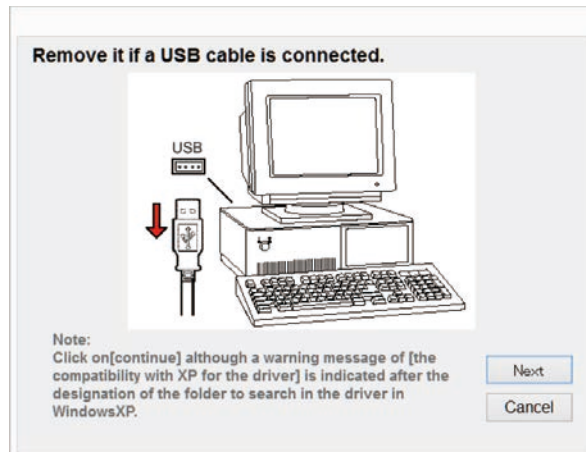 Remove it if a USB cable is connected.
USB
Note:
Click on[continue] although a warning message of [the
compatibility with XP for the driver] is indicated after the
designation of the folder to search in the driver in
WindowsXP.
Next
Cancel